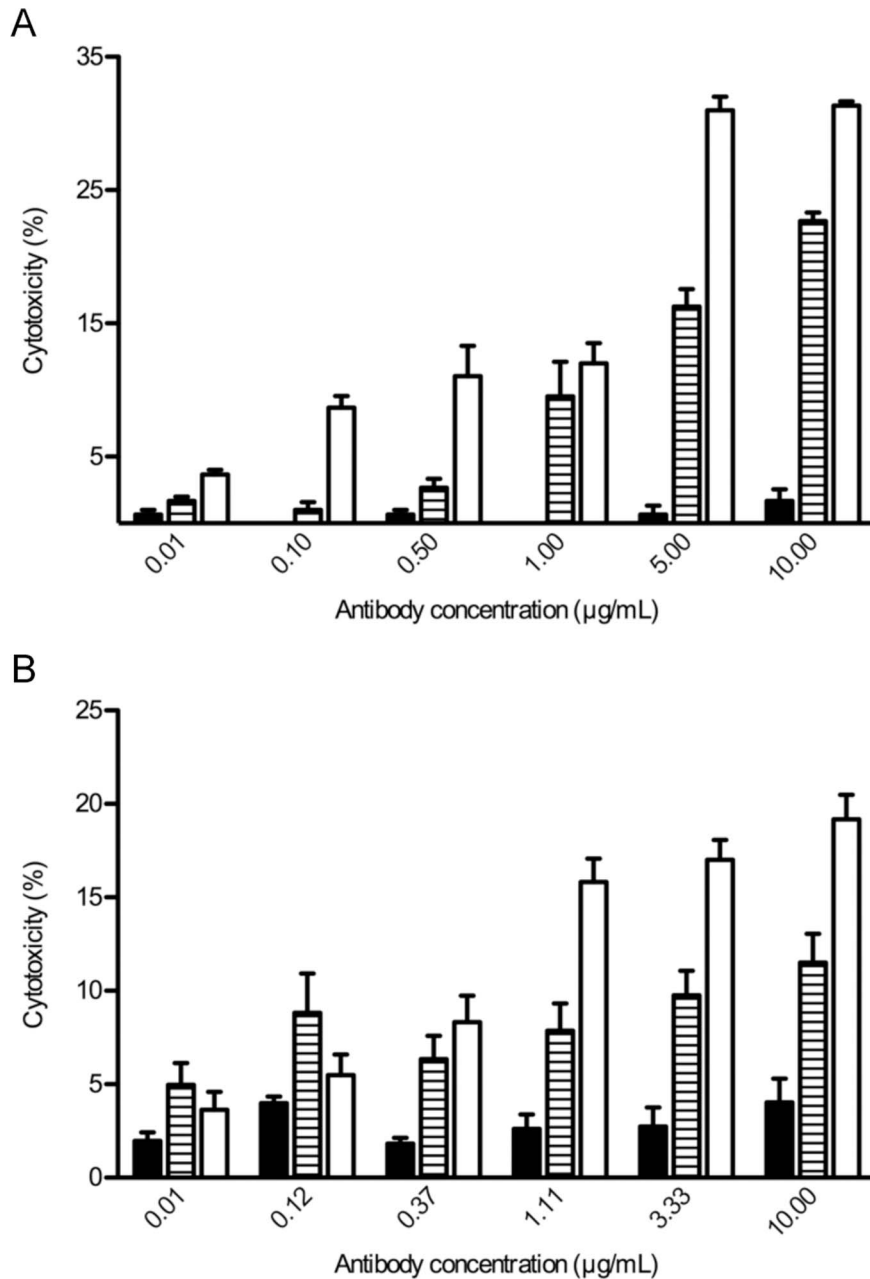 A
35
25
15
5
Cytotoxicity (%)
0.01 0.10 0.50 1.00 5.00 10.00
Antibody concentration (µg/mL)
B
25
20
15
10
5
0
Cytotoxicity (%)
0.01 0.12 0.37 1.11 3.33 10.00
Antibody concentration (µg/mL)